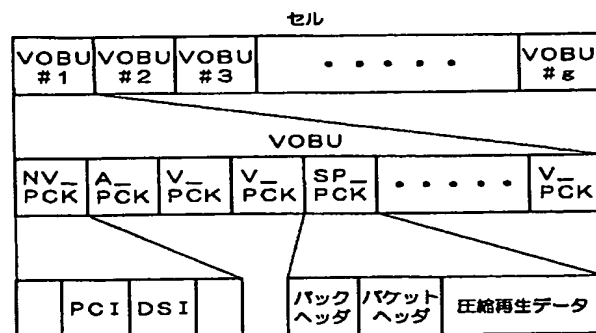 セル
VOBU #1 VOBU #2 VOBU #3 ・・・・・ VOBU #g
VOBU
NV_PCK A_PCK V_PCK V_PCK SP_PCK ・・・・・ V_PCK
PCI DSI パックヘッダ パケットヘッダ 圧縮再生データ